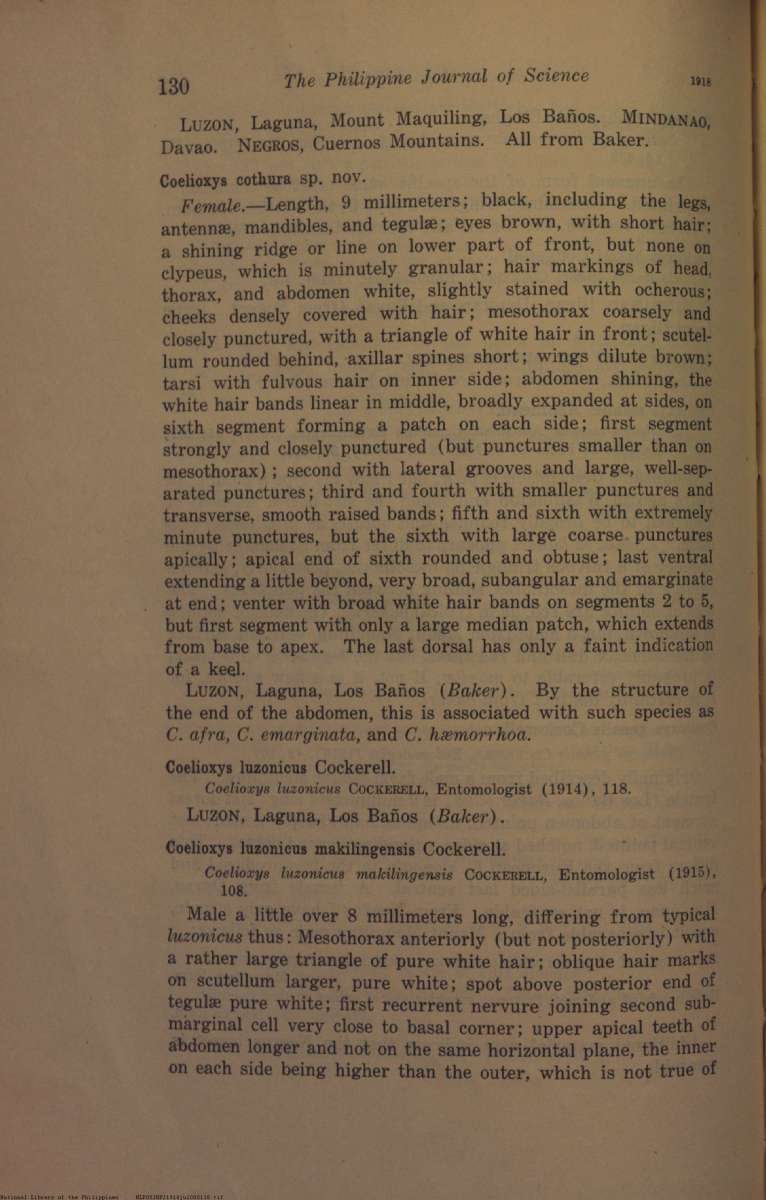 130 The Philippine Journal of Science 1918
LUZON, Laguna, Mount Maquiling, Los Baños. MINDANAO,
Davao. NEGROS, Cuernos Mountains. All from Baker.
Coelioxys cothura sp. nov.
Female.—Length, 9 millimeters; black, including the legs,
antennæ, mandibles, and tegulæ; eyes brown, with short hair;
a shining ridge or line on lower part of front, but none on
clypeus, which is minutely granular; hair markings of head,
thorax, and abdomen white, slightly stained with ocherous;
cheeks densely covered with hair; mesothorax coarsely and
closely punctured, with a triangle of white hair in front; scutel-
lum rounded behind, axillar spines short; wings dilute brown;
tarsi with fulvous hair on inner side; abdomen shining, the
white hair bands linear in middle, broadly expanded at sides, on
sixth segment forming a patch on each side; first segment
strongly and closely punctured (but punctures smaller than on
mesothorax); second with lateral grooves and large, well-sep-
arated punctures; third and fourth with smaller punctures and
transverse, smooth raised bands; fifth and sixth with extremely
minute punctures, but the sixth with large coarse punctures
apically; apical end of sixth rounded and obtuse; last ventral
extending a little beyond, very broad, subangular and emarginate
at end; venter with broad white hair bands on segments 2 to 5,
but first segment with only a large median patch, which extends
from base to apex. The last dorsal has only a faint indication
of a keel.
LUZON, Laguna, Los Baños (Baker). By the structure of
the end of the abdomen, this is associated with such species as
C. afra, C. emarginata, and C. hæmorrhoa.
Coelioxys luzonicus Cockerell.
Coelioxys luzonicus COCKERELL, Entomologist (1914), 118.
LUZON, Laguna, Los Baños (Baker).
Coelioxys luzonicus makilingensis Cockerell.
Coelioxys luzonicus makilingensis COCKERELL, Entomologist (1915),
108.
Male a little over 8 millimeters long, differing from typical
luzonicus thus: Mesothorax anteriorly (but not posteriorly) with
a rather large triangle of pure white hair; oblique hair marks
on scutellum larger, pure white; spot above posterior end of
tegulæ pure white; first recurrent nervure joining second sub-
marginal cell very close to basal corner; upper apical teeth of
abdomen longer and not on the same horizontal plane, the inner
on each side being higher than the outer, which is not true of
National Library of the Philippines